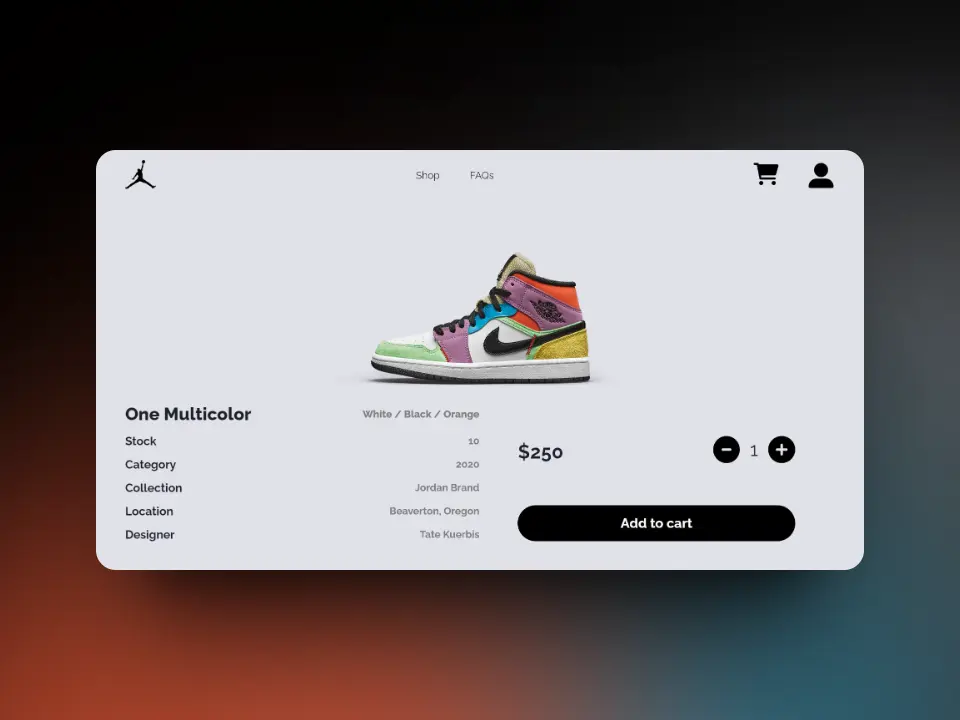 Shop
FAQs
One Multicolor
White / Black / Orange
Stock
10
Category
2020
Collection
Jordan Brand
Location
Beaverton, Oregon
Designer
Tate Kuerbis
$250
1
Add to cart